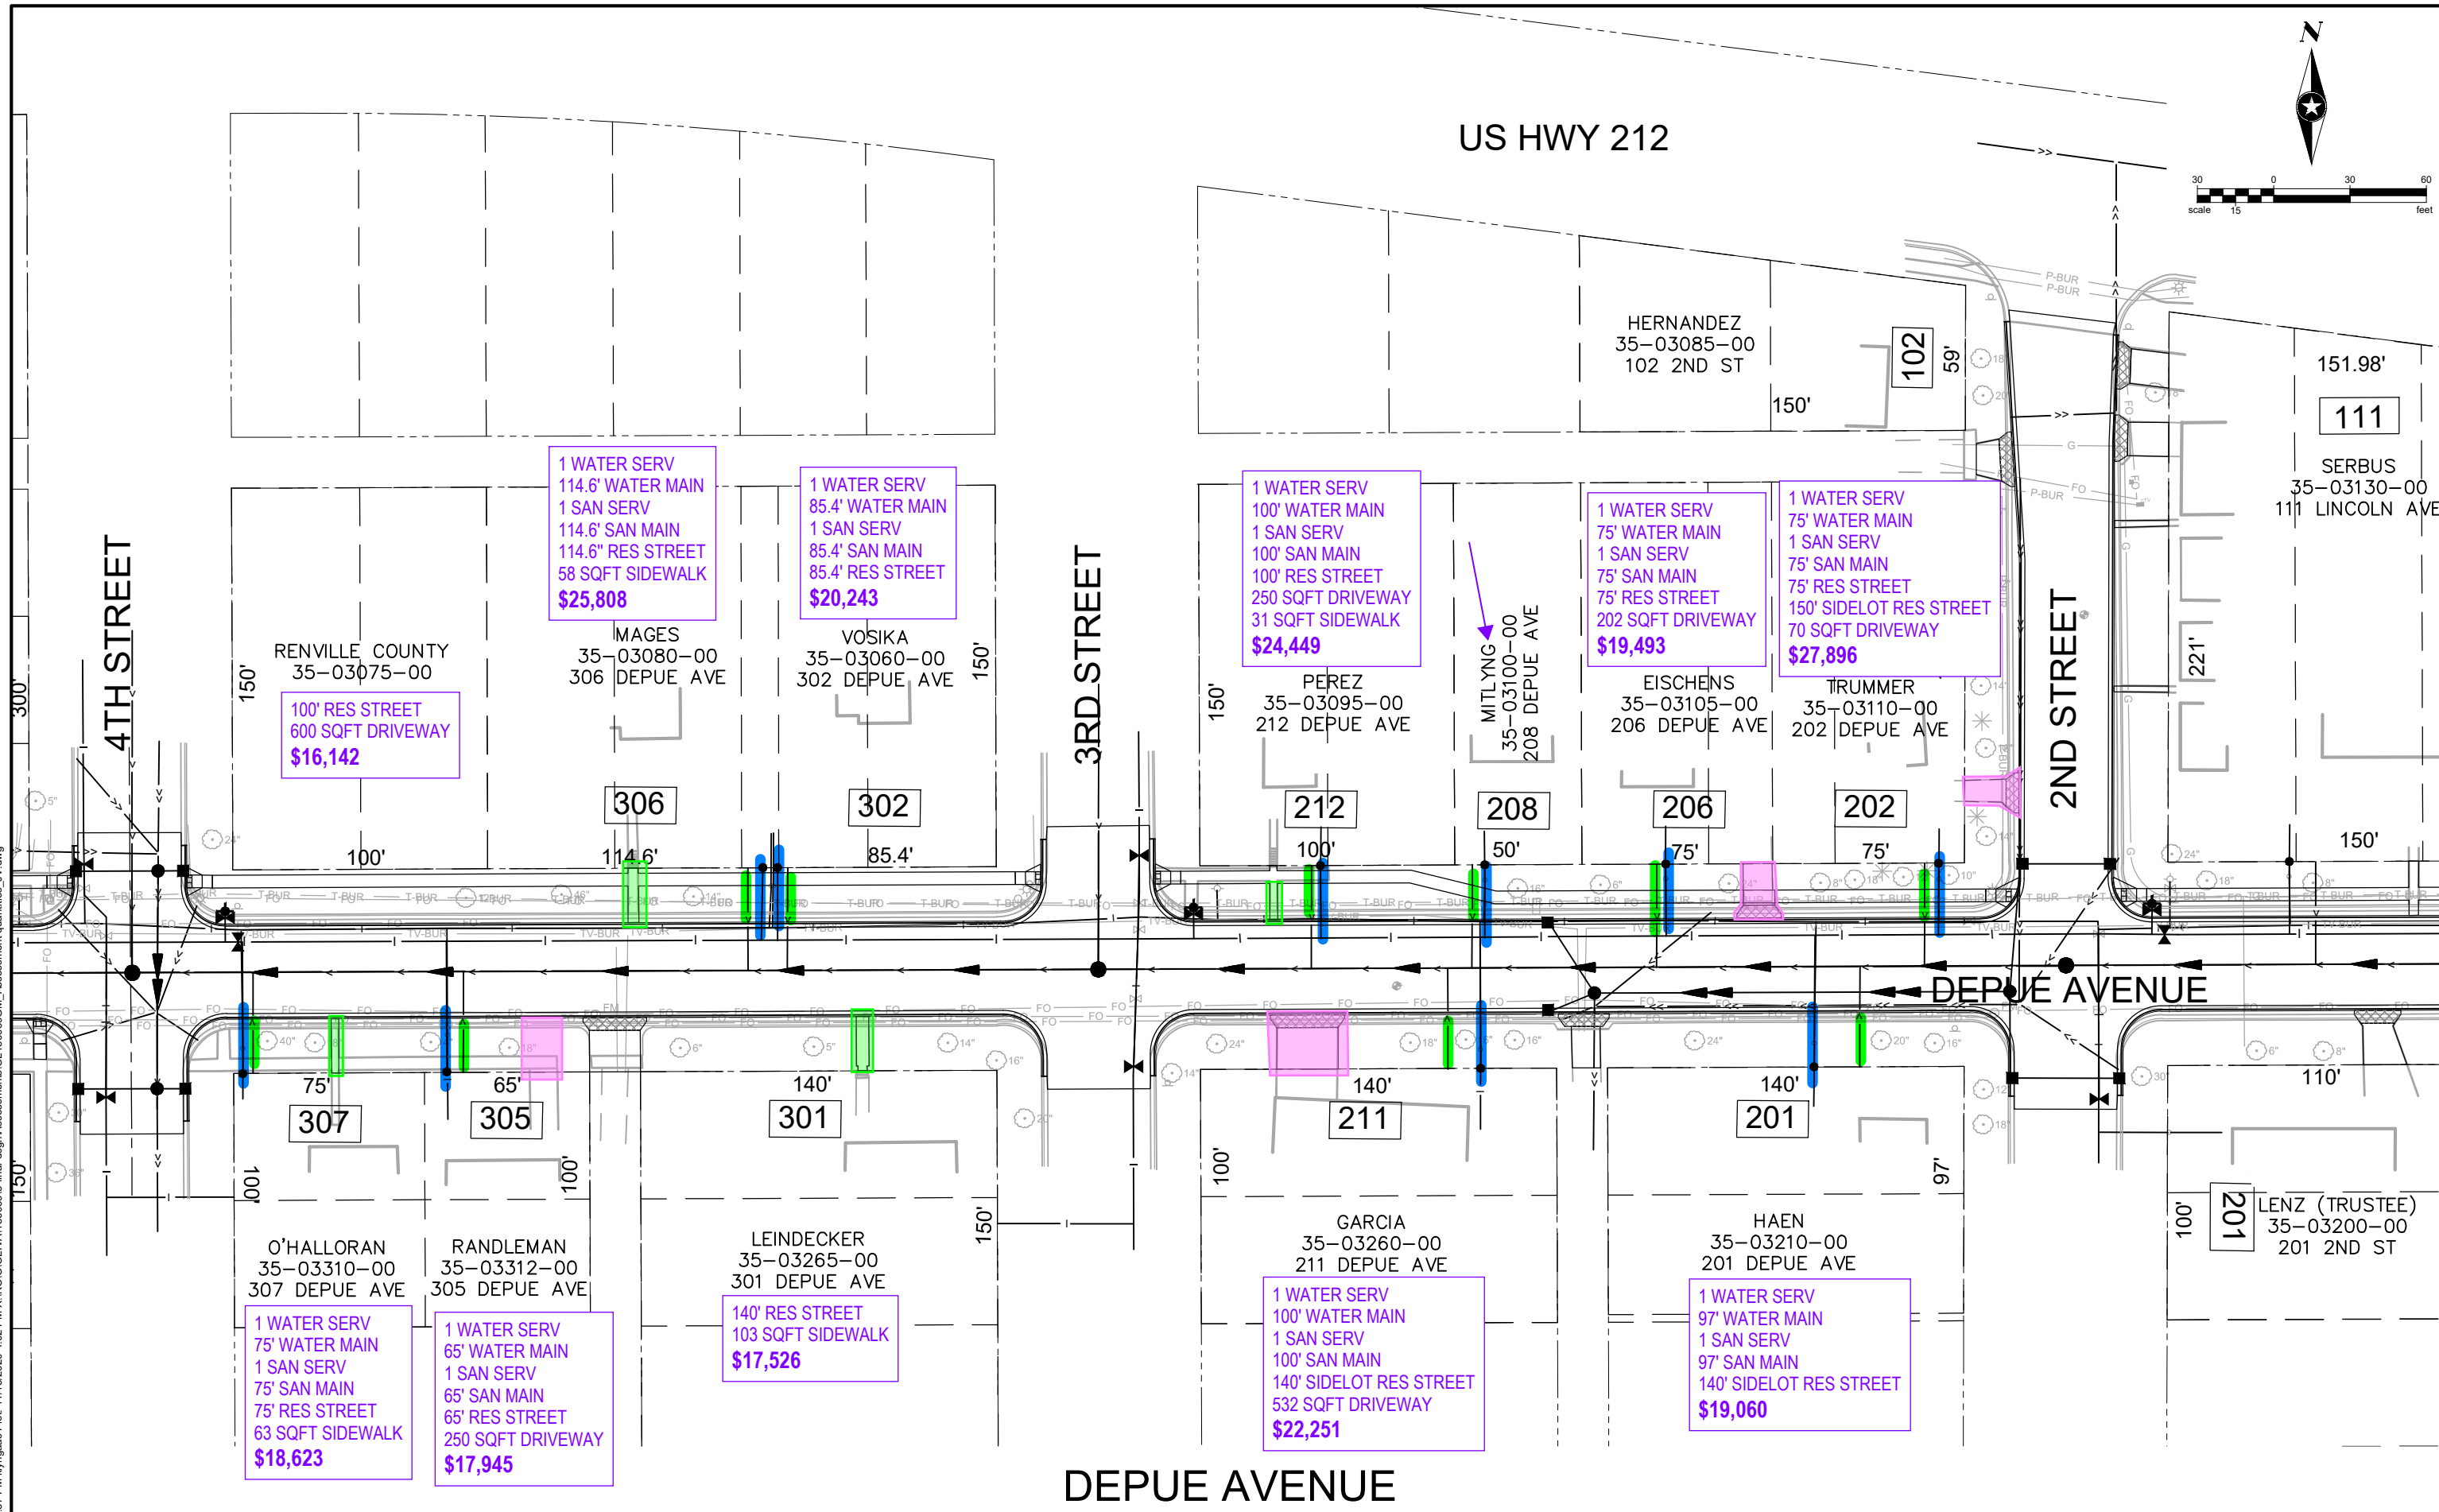 N
30 0 30 60
scale 15 feet
US HWY 212
P-BUR
P-BUR
HERNANDEZ
35-03085-00
102 2ND ST
102
59'
150'
151.98'
111
SERBUS
35-03130-00
111 LINCOLN AVE
221'
150'
G
FO
P-BUR
1 WATER SERV
114.6' WATER MAIN
1 SAN SERV
114.6' SAN MAIN
114.6" RES STREET
58 SQFT SIDEWALK
$25,808
MAGES
35-03080-00
306 DEPUE AVE
1 WATER SERV
85.4' WATER MAIN
1 SAN SERV
85.4' SAN MAIN
85.4' RES STREET
$20,243
VOSIKA
35-03060-00
302 DEPUE AVE
150'
1 WATER SERV
100' WATER MAIN
1 SAN SERV
100' SAN MAIN
100' RES STREET
250 SQFT DRIVEWAY
31 SQFT SIDEWALK
$24,449
PEREZ
35-03095-00
212 DEPUE AVE
MITLYNG
35-03100-00
208 DEPUE AVE
1 WATER SERV
75' WATER MAIN
1 SAN SERV
75' SAN MAIN
75' RES STREET
202 SQFT DRIVEWAY
$19,493
EISCHENS
35-03105-00
206 DEPUE AVE
1 WATER SERV
75' WATER MAIN
1 SAN SERV
75' SAN MAIN
75' RES STREET
150' SIDELOT RES STREET
70 SQFT DRIVEWAY
$27,896
TRUMMER
35-03110-00
202 DEPUE AVE
4TH STREET
3RD STREET
2ND STREET
300'
150'
RENVILLE COUNTY
35-03075-00
100' RES STREET
600 SQFT DRIVEWAY
$16,142
150'
306
302
212
208
206
202
100'
114.6'
85.4'
100'
50'
75'
75'
DEPUE AVENUE
75'
65'
140'
140'
140'
110'
307
305
301
211
201
150'
100'
100'
150'
100'
97'
100'
201
O'HALLORAN
35-03310-00
307 DEPUE AVE
RANDLEMAN
35-03312-00
305 DEPUE AVE
LEINDECKER
35-03265-00
301 DEPUE AVE
GARCIA
35-03260-00
211 DEPUE AVE
HAEN
35-03210-00
201 DEPUE AVE
LENZ (TRUSTEE)
35-03200-00
201 2ND ST
1 WATER SERV
75' WATER MAIN
1 SAN SERV
75' SAN MAIN
75' RES STREET
63 SQFT SIDEWALK
$18,623
1 WATER SERV
65' WATER MAIN
1 SAN SERV
65' SAN MAIN
65' RES STREET
250 SQFT DRIVEWAY
$17,945
140' RES STREET
103 SQFT SIDEWALK
$17,526
1 WATER SERV
100' WATER MAIN
1 SAN SERV
100' SAN MAIN
140' SIDELOT RES STREET
532 SQFT DRIVEWAY
$22,251
1 WATER SERV
97' WATER MAIN
1 SAN SERV
97' SAN MAIN
140' SIDELOT RES STREET
$19,060
DEPUE AVENUE